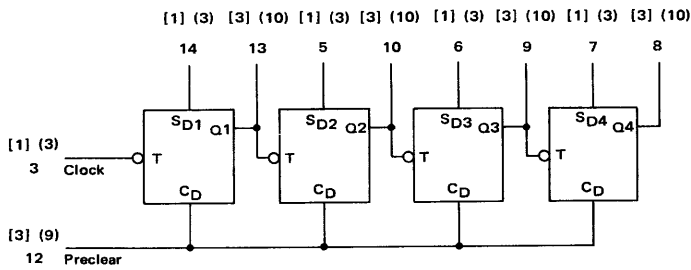 [1] (3) [3] (10) [1] (3) [3] (10) [1] (3) [3] (10) [1] (3) [3] (10)
14 13 5 10 6 9 7 8
SD1 Q1 SD2 Q2 SD3 Q3 SD4 Q4
[1] (3)
3 Clock T T T T
CD CD CD CD
[3] (9)
12 Preclear